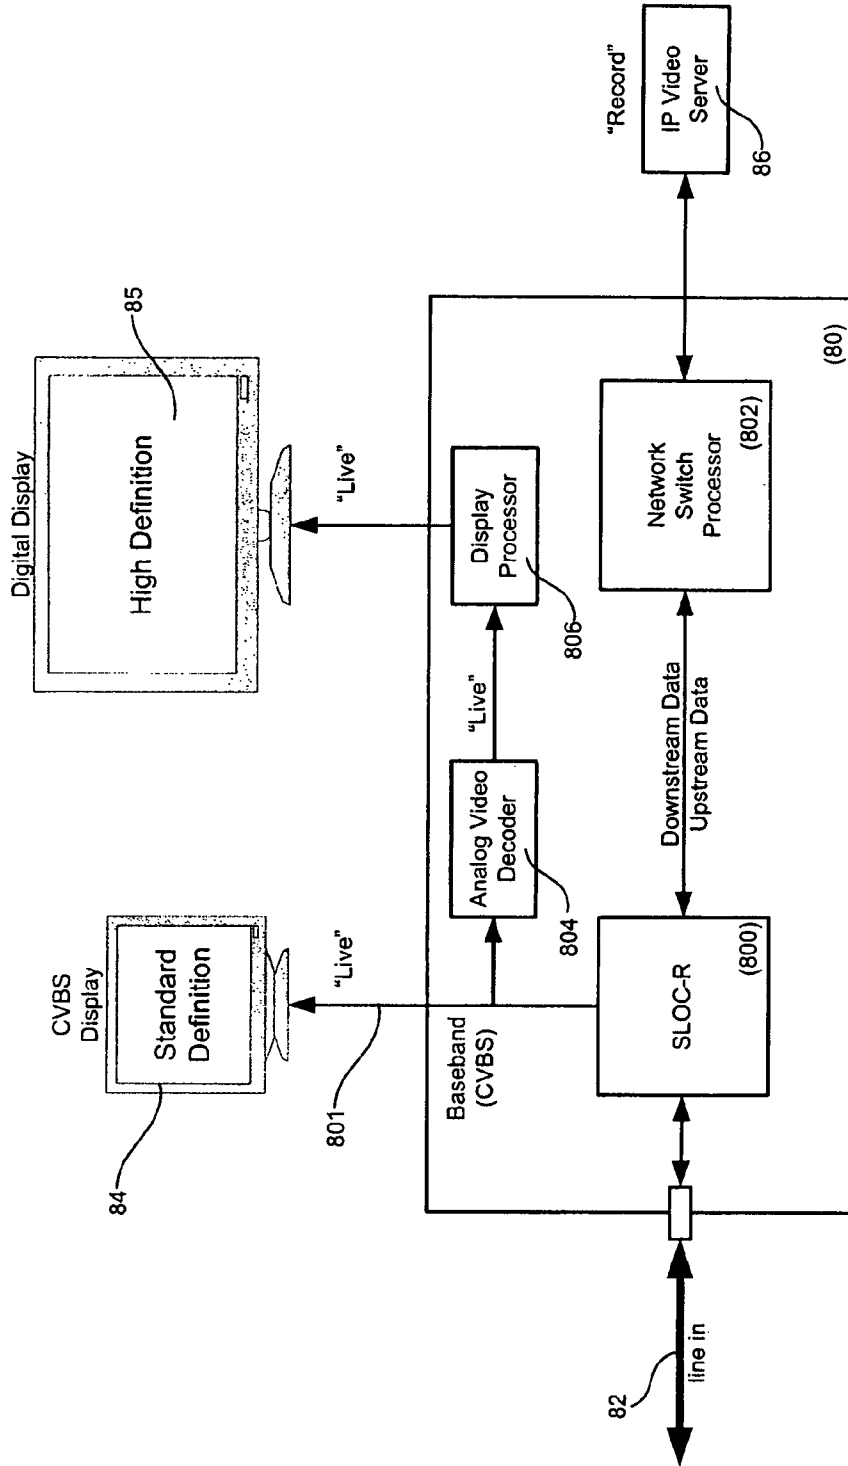 Digital Display
High Definition
85
CVBS
Display
Standard
Definition
84
"Live"
"Live"
801
Baseband
(CVBS)
Analog Video
Decoder
804
"Live"
Display
Processor
806
"Record"
IP Video
Server
86
82
line in
SLOC-R
(800)
Downstream Data
Upstream Data
Network
Switch
Processor
(802)
(80)